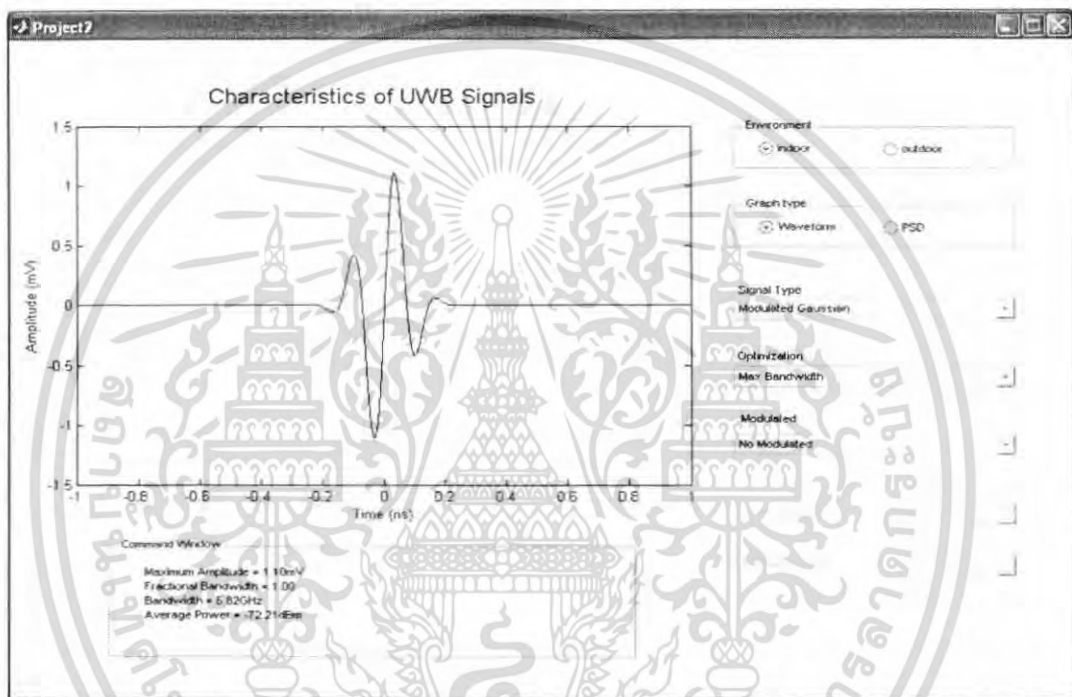 Project2
Characteristics of UWB Signals
1.5
1
0.5
0
-0.5
-1
-1.5
Amplitude (mV)
-1 -0.8 -0.6 -0.4 -0.2 0 0.2 0.4 0.6 0.8 1
Time (ns)
Environment
indoor outdoor
Graph type
Waveform PSD
Signal Type
Modulated Gaussian
Optimization
Max Bandwidth
Modulated
No Modulated
Command Window
Maximum Amplitude = 1.10mV
Fractional Bandwidth = 1.00
Bandwidth = 6.82GHz
Average Power = -72.21dBm